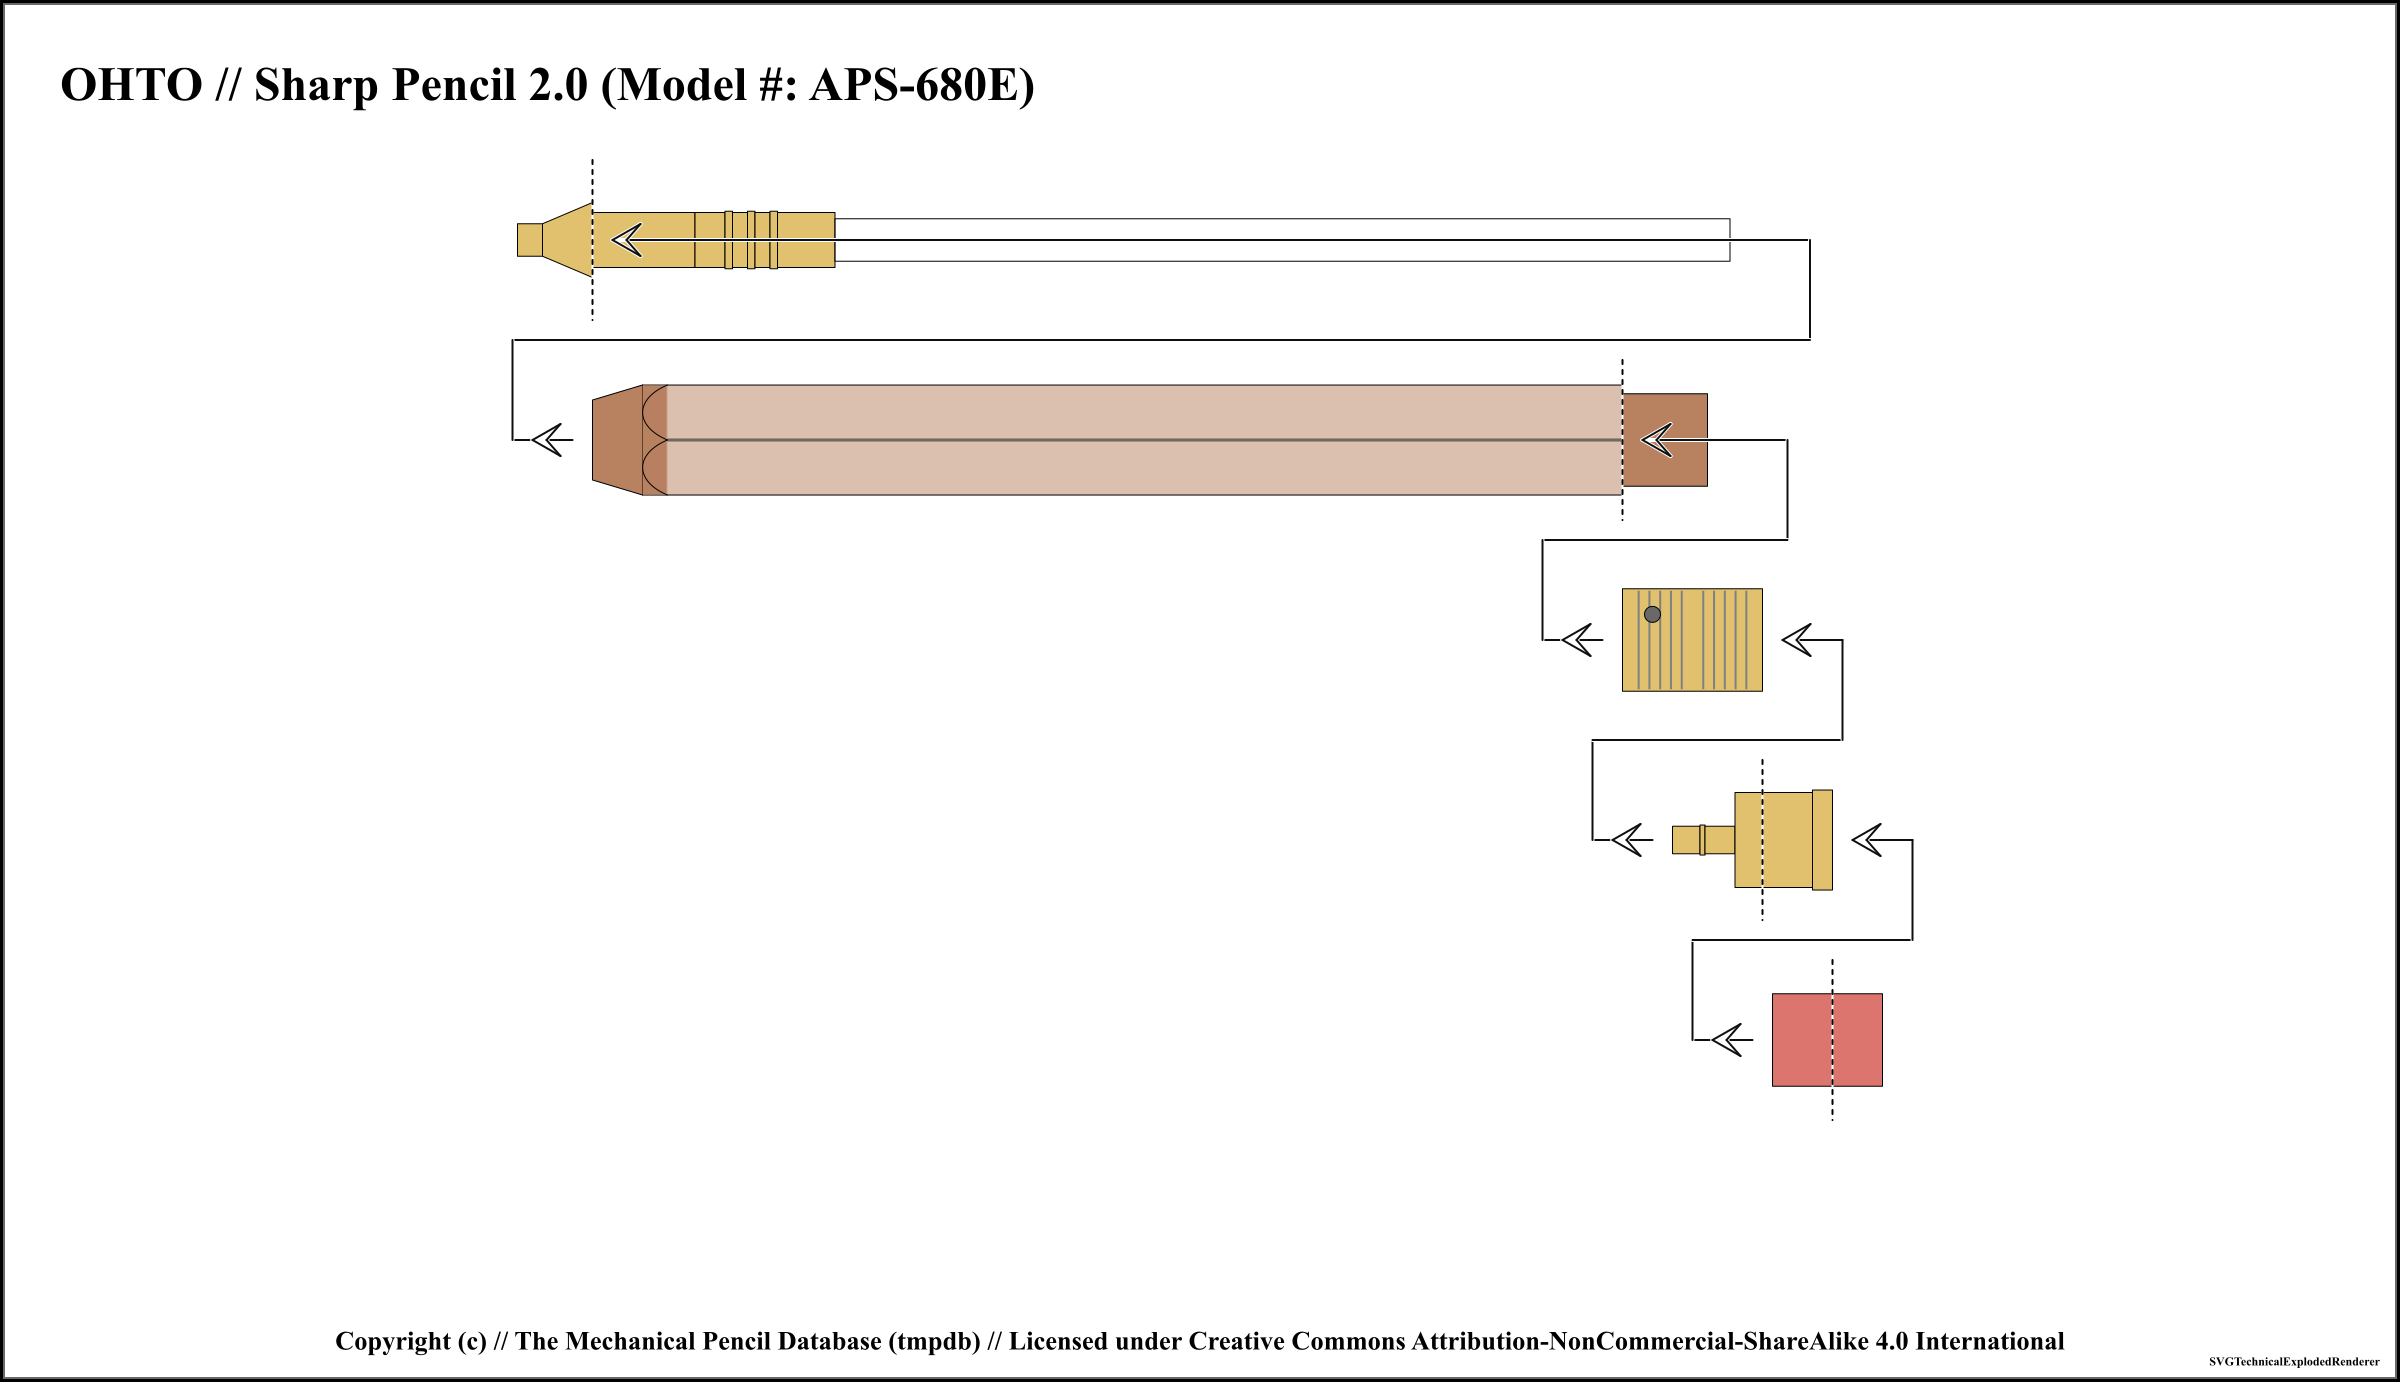 OHTO // Sharp Pencil 2.0 (Model #: APS-680E)
Copyright (c) // The Mechanical Pencil Database (tmpdb) // Licensed under Creative Commons Attribution-NonCommercial-ShareAlike 4.0 International
SVGTechnicalExplodedRenderer